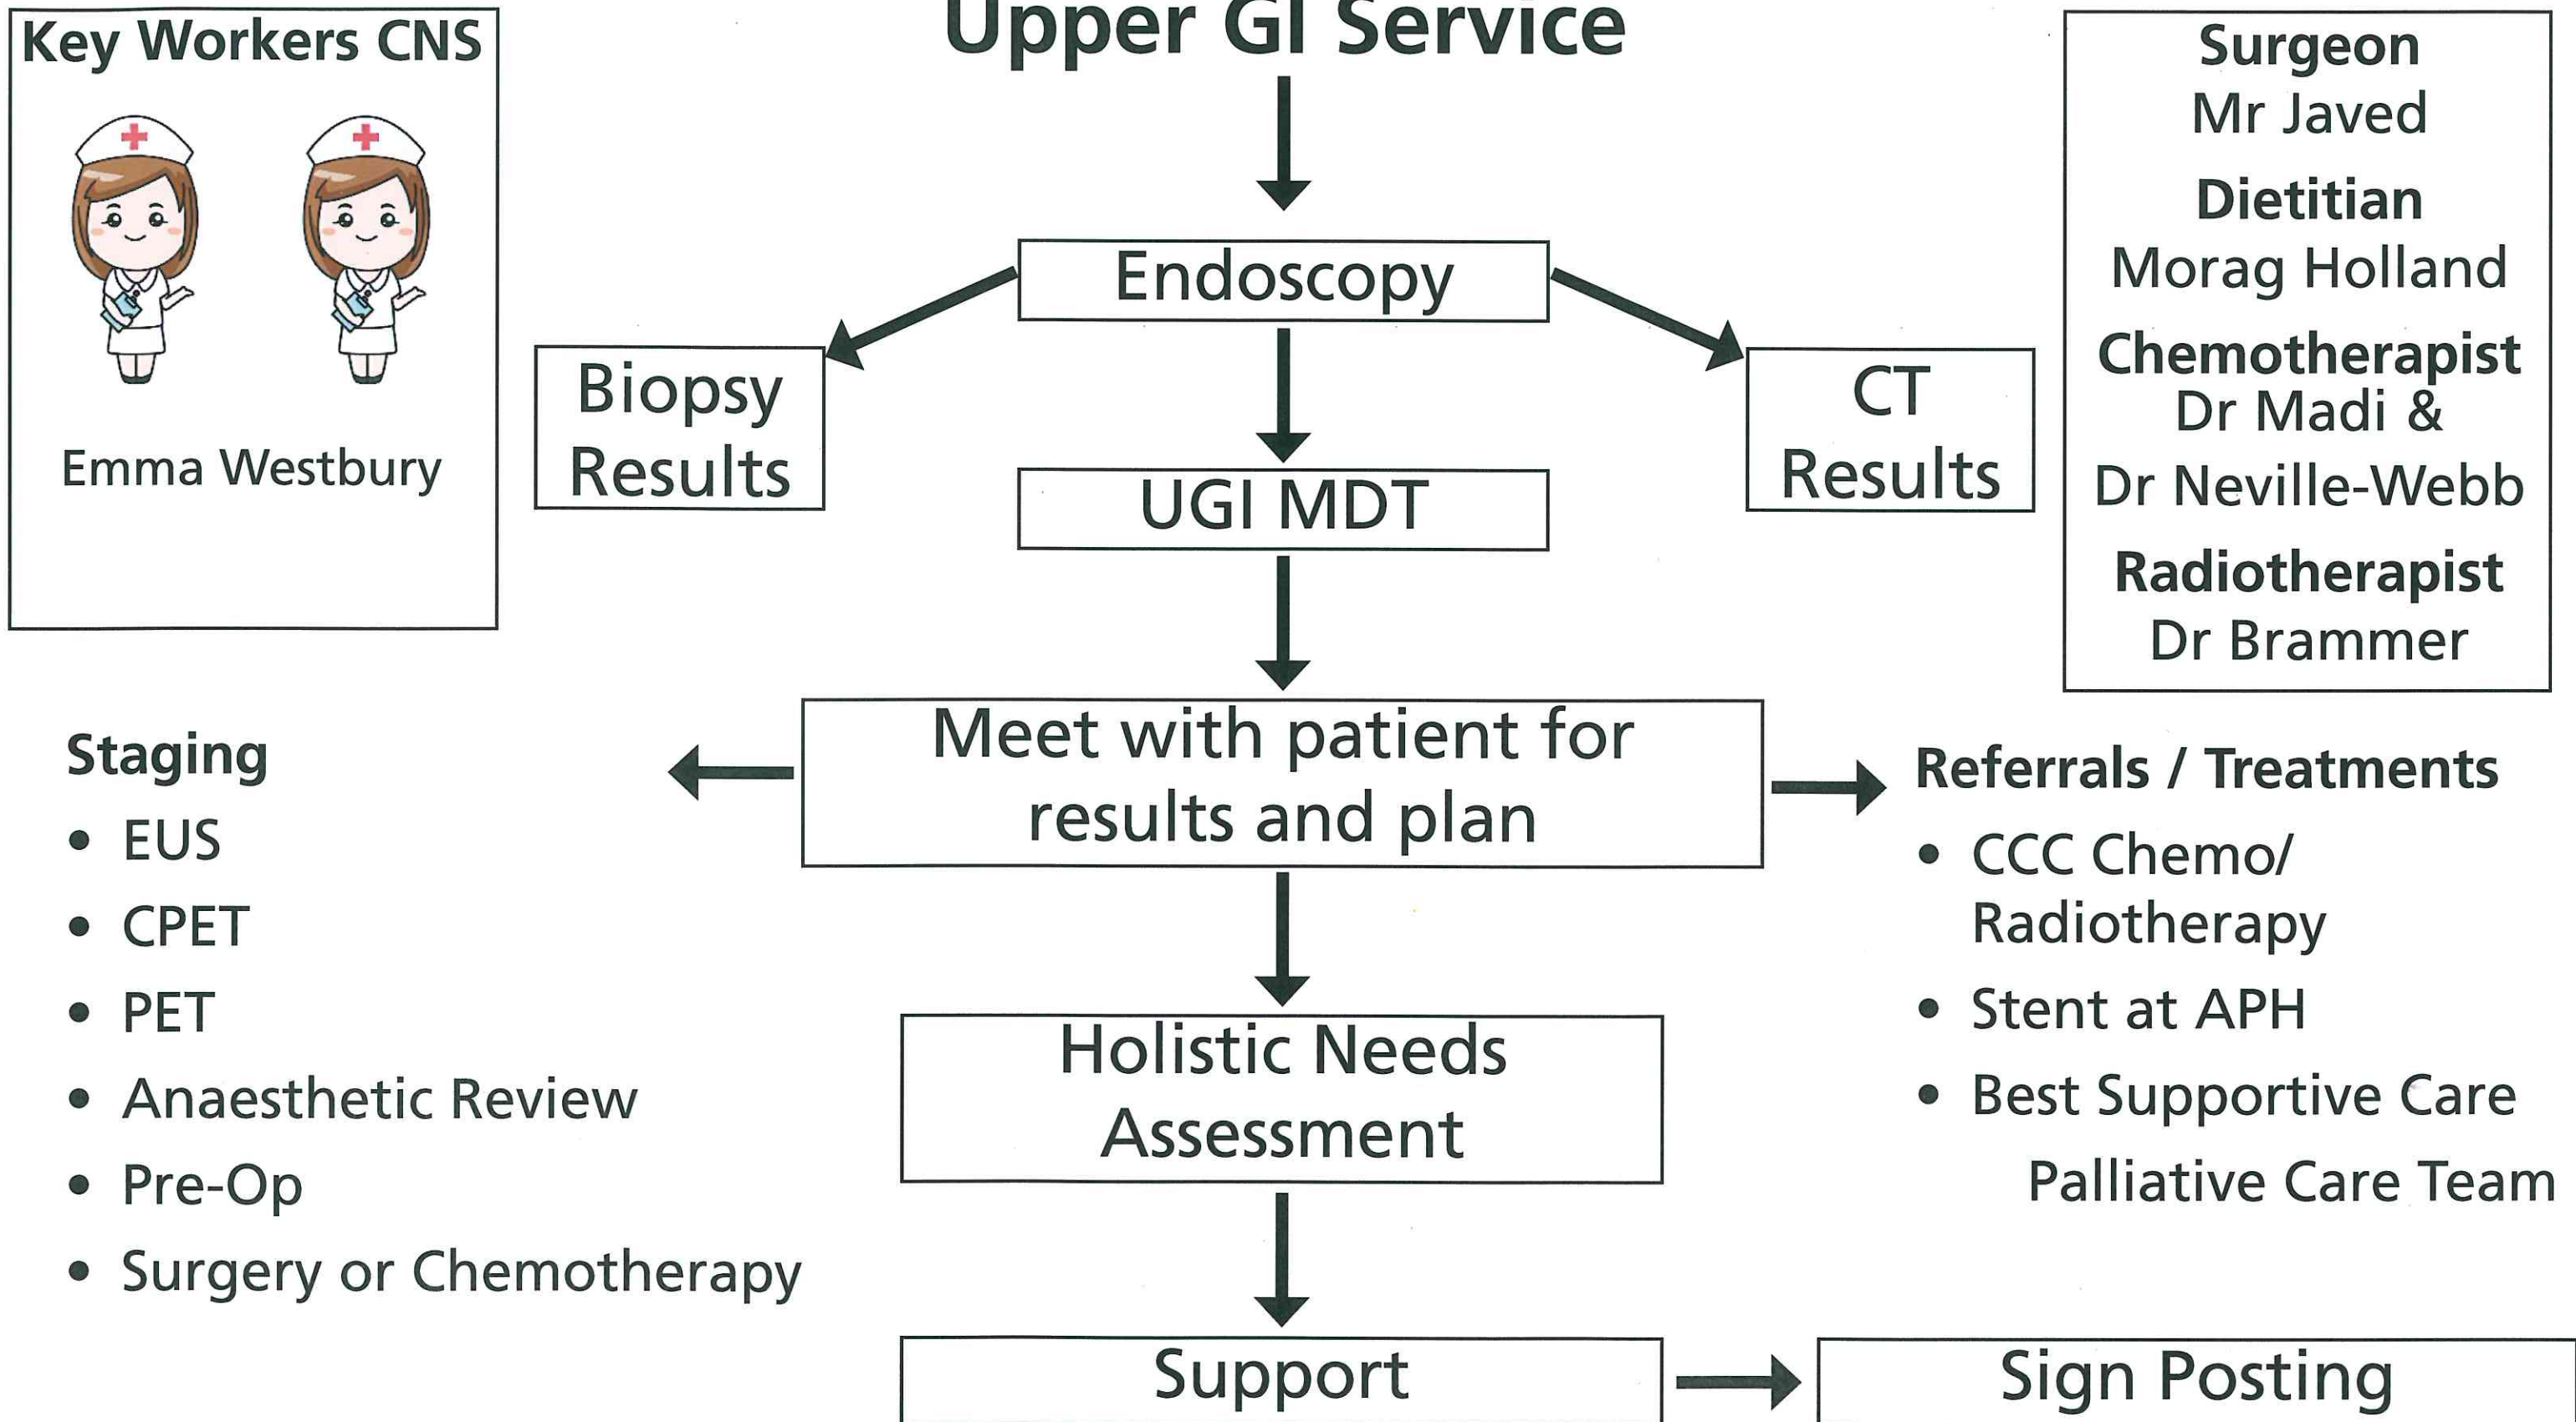 Key Workers CNS
Emma Westbury
Upper GI Service
Endoscopy
Biopsy
Results
CT
Results
UGI MDT
Meet with patient for
results and plan
Holistic Needs
Assessment
Support
Sign Posting
Surgeon
Mr Javed
Dietitian
Morag Holland
Chemotherapist
Dr Madi &
Dr Neville-Webb
Radiotherapist
Dr Brammer
Staging
• EUS
• CPET
• PET
• Anaesthetic Review
• Pre-Op
• Surgery or Chemotherapy
Referrals / Treatments
• CCC Chemo/
Radiotherapy
• Stent at APH
• Best Supportive Care
Palliative Care Team